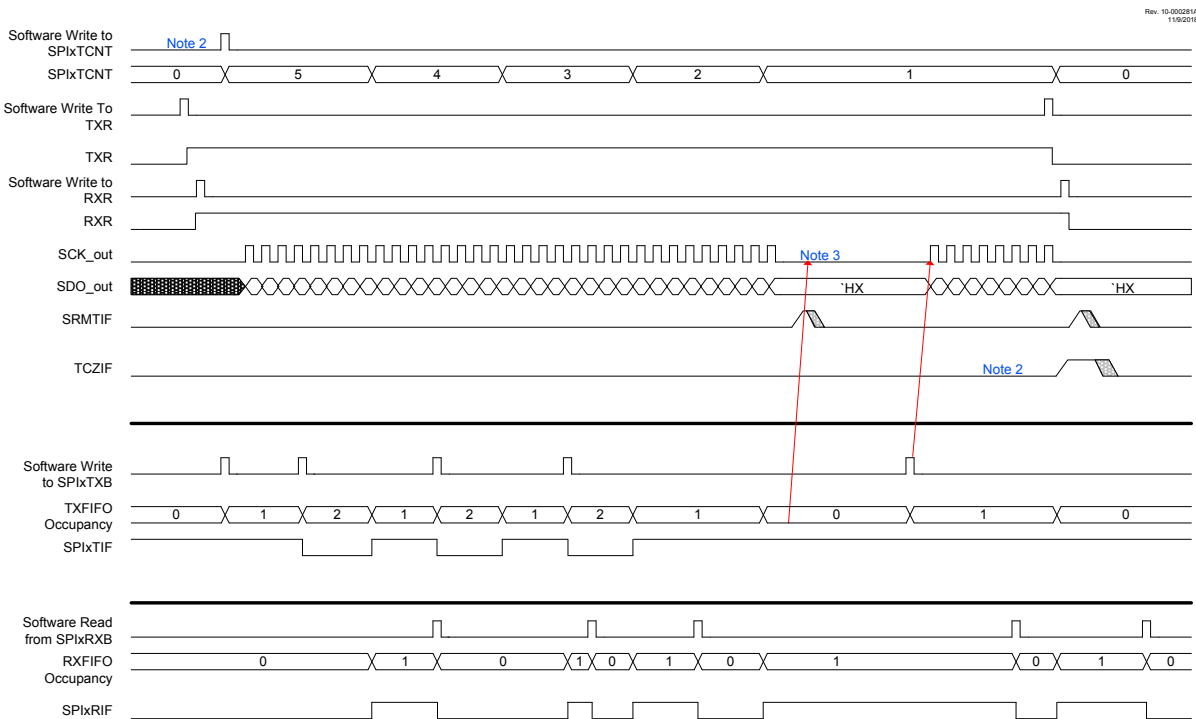 Rev. 10-000281A
11/9/2018
Software Write to
SPIxTCNT
Note 2
SPIxTCNT
0 5 4 3 2 1 0
Software Write To
TXR
TXR
Software Write to
RXR
RXR
SCK_out
Note 3
SDO_out
`HX `HX
SRMTIF
TCZIF
Note 2
Software Write
to SPIxTXB
TXFIFO
Occupancy
0 1 2 1 2 1 2 1 0 1 0
SPIxTIF
Software Read
from SPIxRXB
RXFIFO
Occupancy
0 1 0 1 0 1 0 1 0 1 0
SPIxRIF